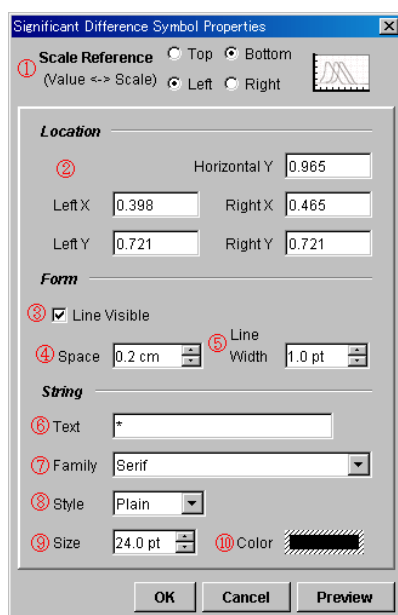 Significant Difference Symbol Properties
① Scale Reference Top Bottom
(Value <-> Scale) Left Right
Location
② Horizontal Y 0.965
Left X 0.398 Right X 0.465
Left Y 0.721 Right Y 0.721
Form
③ Line Visible
④ Space 0.2 cm ⑤ Line Width 1.0 pt
String
⑥ Text *
⑦ Family Serif
⑧ Style Plain
⑨ Size 24.0 pt ⑩ Color
OK Cancel Preview